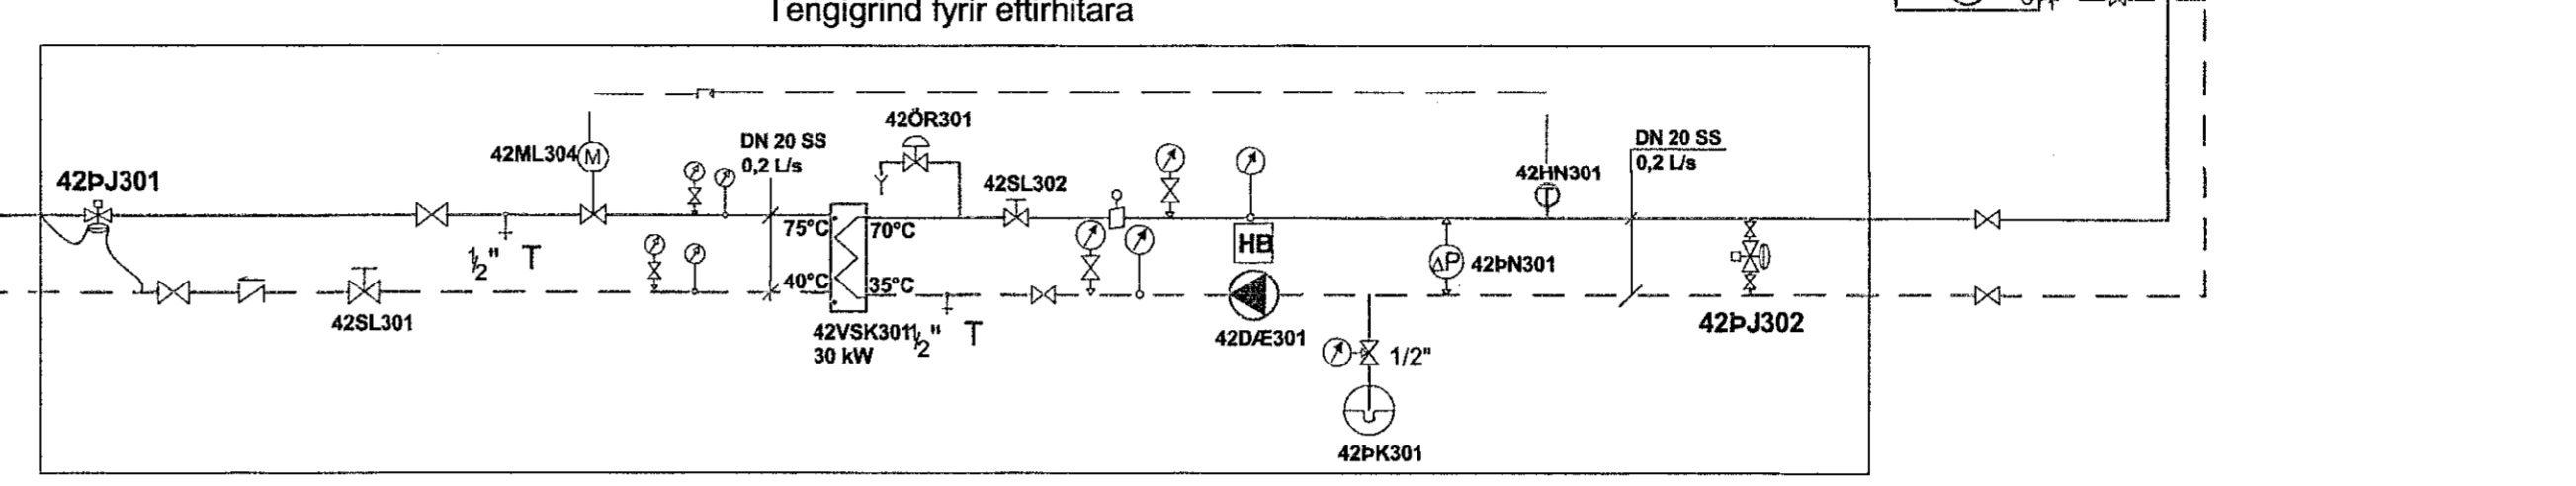 Tengigrind fyrir eftirhitara
42ÖR301
DN 20 SS
0,2 L/s
DN 20 SS
0,2 L/s
42ML304
M
42ÞJ301
42SL302
42HN301
T
75°C
70°C
½" T
HB
ΔP
42ÞN301
40°C
35°C
42SL301
42VSK301
30 kW
½" T
42DÆ301
42ÞJ302
1/2"
42ÞK301